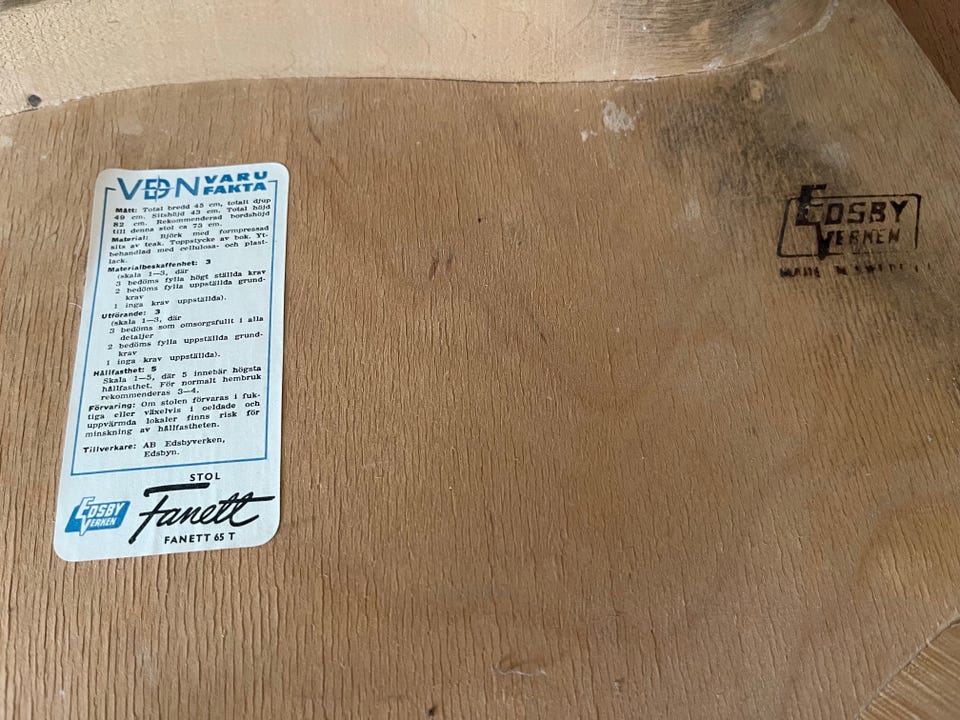 VDN VARU
FAKTA
Mått: Total bredd 45 cm, totalt djup
49 cm. Sitshöjd 43 cm. Total höjd
82 cm. Rekommenderad bordshöjd
till denna stol ca 73 cm.
Material: Björk med formpressad
sits av teak. Toppstycke av bok. Yt-
behandlad med cellulosa- och plast-
lack.
Materialbeskaffenhet: 3
(skala 1—3, där
3 bedöms fylla högt ställda krav
2 bedöms fylla uppställda grund-
krav
1 inga krav uppställda).
Utförande: 3
(skala 1—3, där
3 bedöms som omsorgsfullt i alla
detaljer
2 bedöms fylla uppställda grund-
krav
1 inga krav uppställda).
Hållfasthet: 5
Skala 1—5, där 5 innebär högsta
hållfasthet. För normalt hembruk
rekommenderas 3—4.
Förvaring: Om stolen förvaras i fuk-
tiga eller växelvis i oeldade och
uppvärmda lokaler finns risk för
minskning av hållfastheten.
Tillverkare: AB Edsbyverken,
Edsbyn.
STOL
EDSBY
VERKEN
Fanett
FANETT 65 T
EDSBY
VERKEN
MADE IN SWEDEN